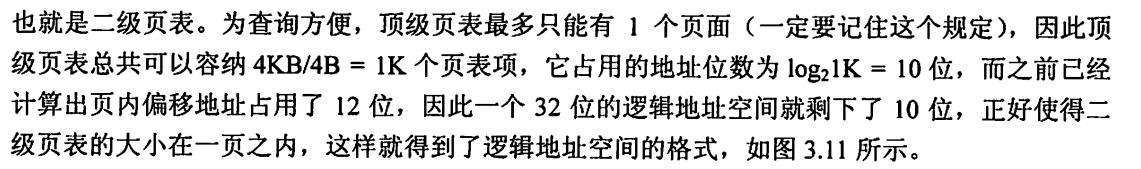 也就是二级页表。为查询方便，顶级页表最多只能有 1 个页面（一定要记住这个规定），因此顶
级页表总共可以容纳 4KB/4B = 1K 个页表项，它占用的地址位数为 log₂1K = 10 位，而之前已经
计算出页内偏移地址占用了 12 位，因此一个 32 位的逻辑地址空间就剩下了 10 位，正好使得二
级页表的大小在一页之内，这样就得到了逻辑地址空间的格式，如图 3.11 所示。